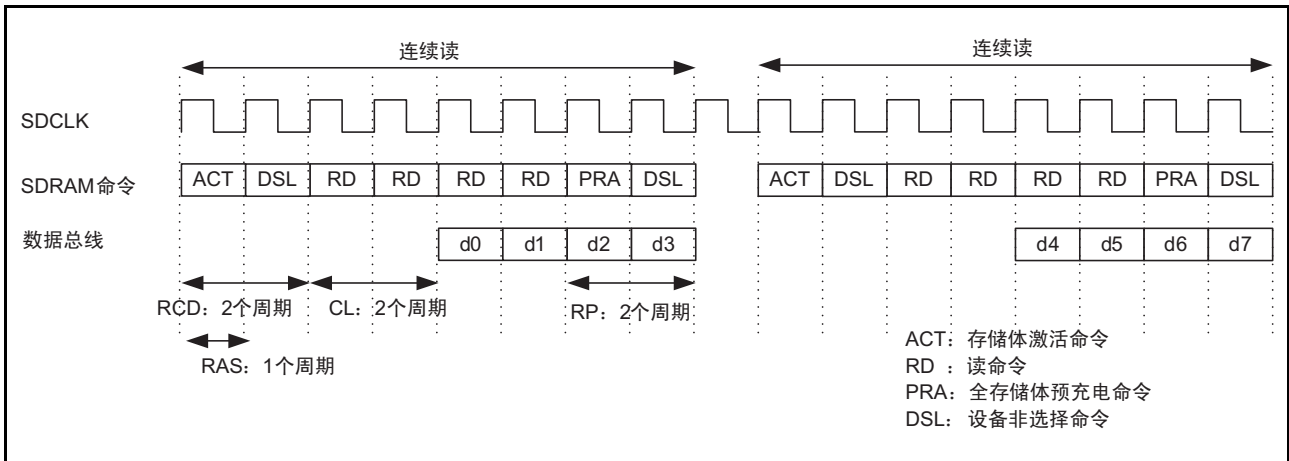 连续读 连续读
SDCLK
SDRAM命令 ACT DSL RD RD RD RD PRA DSL ACT DSL RD RD RD RD PRA DSL
数据总线 d0 d1 d2 d3 d4 d5 d6 d7
RCD：2个周期 CL：2个周期 RP：2个周期
RAS：1个周期
ACT：存储体激活命令
RD ：读命令
PRA：全存储体预充电命令
DSL：设备非选择命令